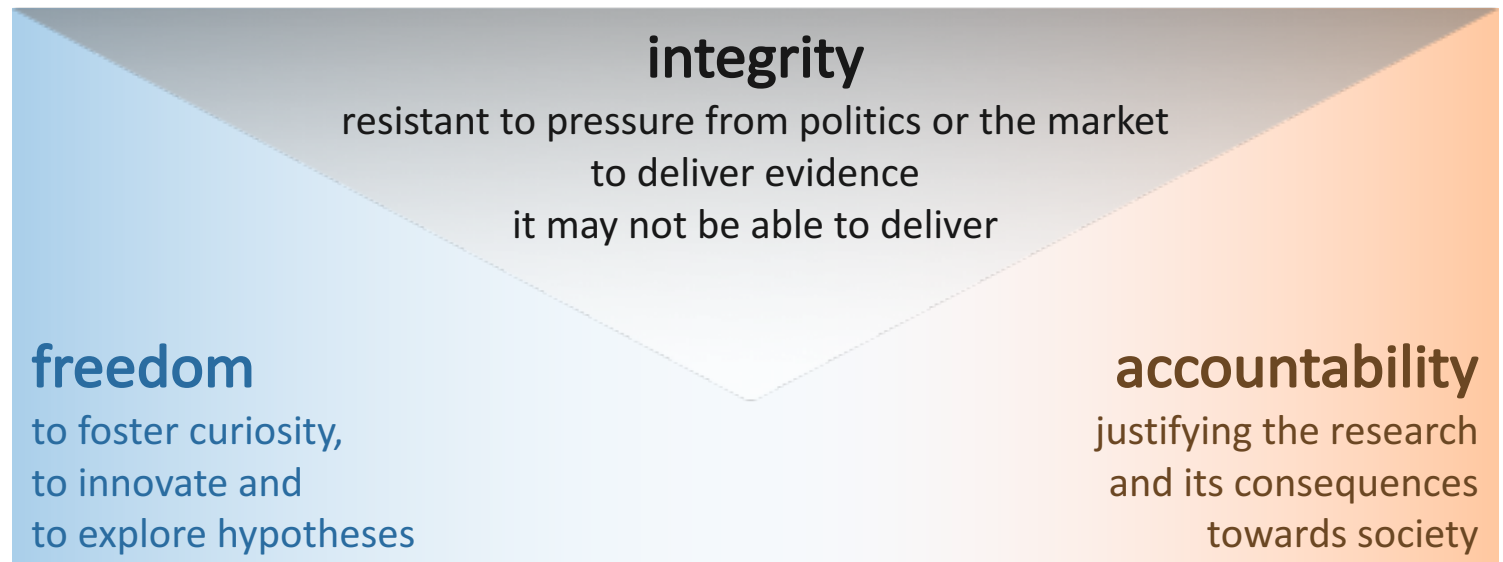 integrity
resistant to pressure from politics or the market
to deliver evidence
it may not be able to deliver
freedom
to foster curiosity,
to innovate and
to explore hypotheses
accountability
justifying the research
and its consequences
towards society